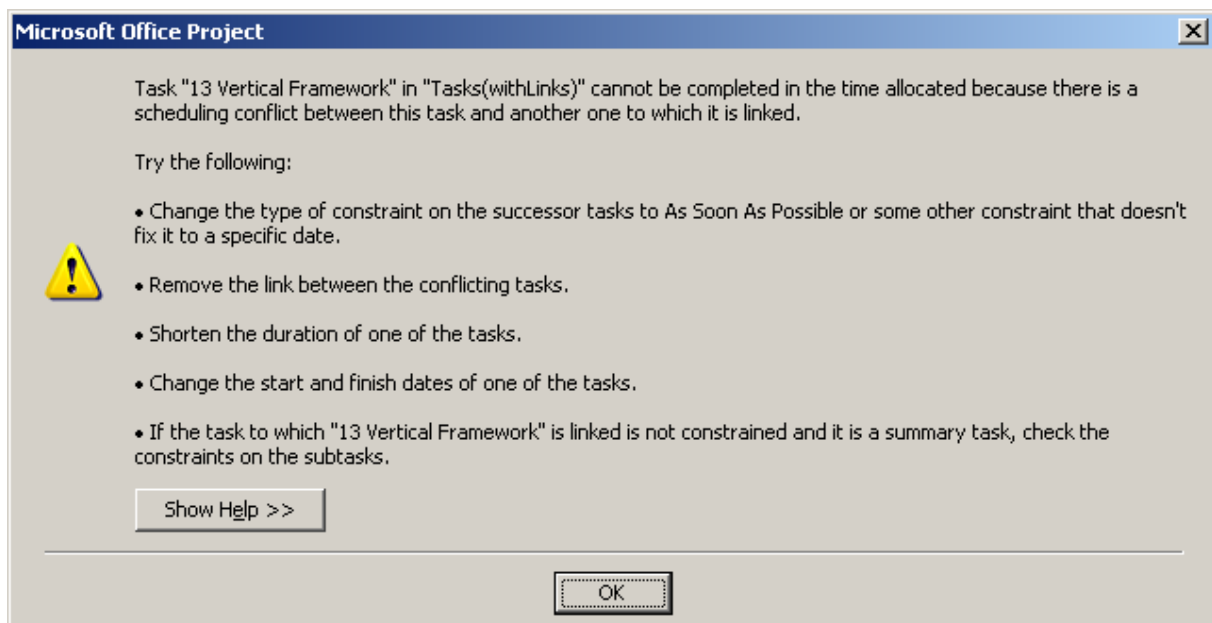 Microsoft Office Project
Task "13 Vertical Framework" in "Tasks(withLinks)" cannot be completed in the time allocated because there is a
scheduling conflict between this task and another one to which it is linked.
Try the following:
• Change the type of constraint on the successor tasks to As Soon As Possible or some other constraint that doesn't
fix it to a specific date.
• Remove the link between the conflicting tasks.
• Shorten the duration of one of the tasks.
• Change the start and finish dates of one of the tasks.
• If the task to which "13 Vertical Framework" is linked is not constrained and it is a summary task, check the
constraints on the subtasks.
Show Help >>
OK